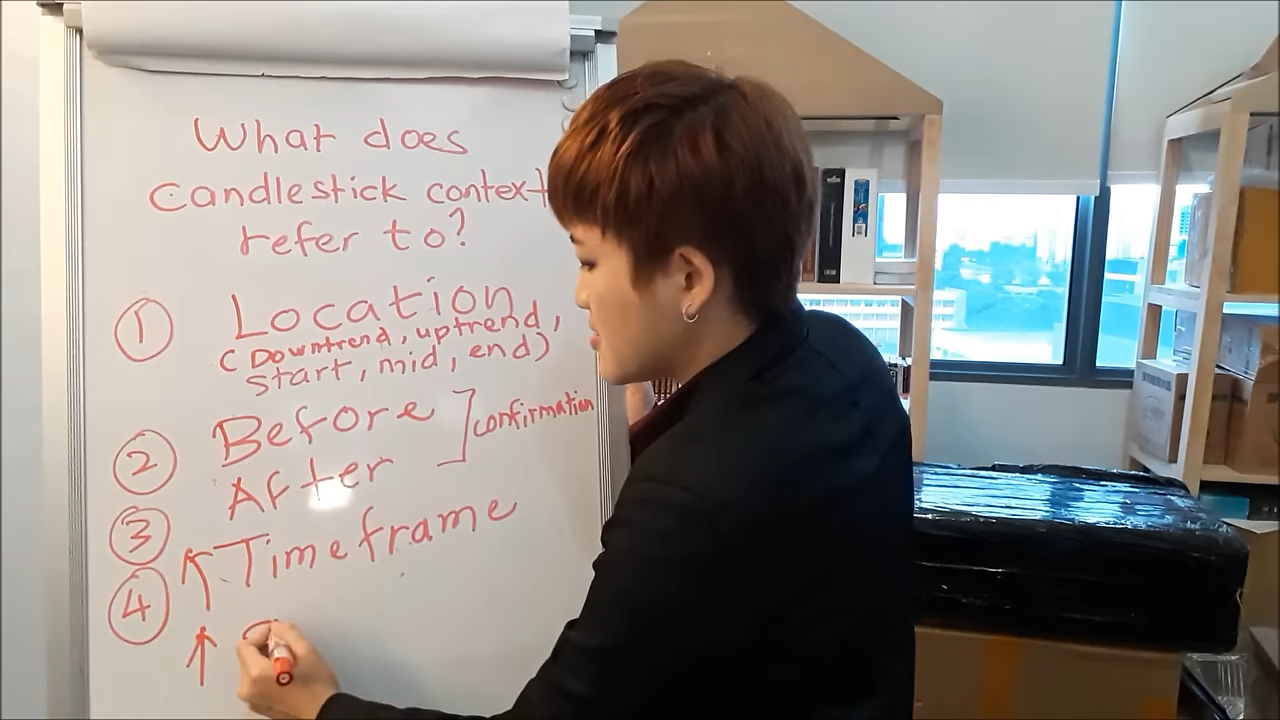 What does
candlestick context
refer to?
① Location
(Downtrend, uptrend,
start, mid, end)
② Before ] confirmation
③ After
④ ↑ Timeframe
↑